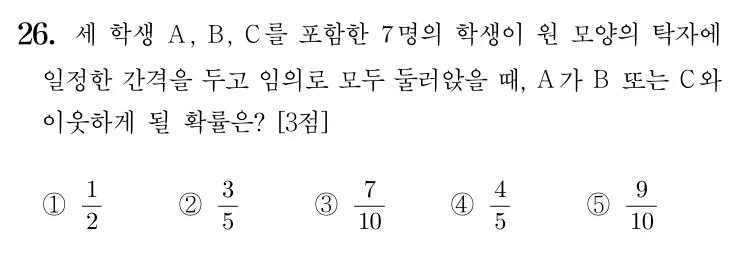 26. 세 학생 A, B, C를 포함한 7명의 학생이 원 모양의 탁자에
일정한 간격을 두고 임의로 모두 둘러앉을 때, A가 B 또는 C와
이웃하게 될 확률은? [3점]
① 1/2 ② 3/5 ③ 7/10 ④ 4/5 ⑤ 9/10